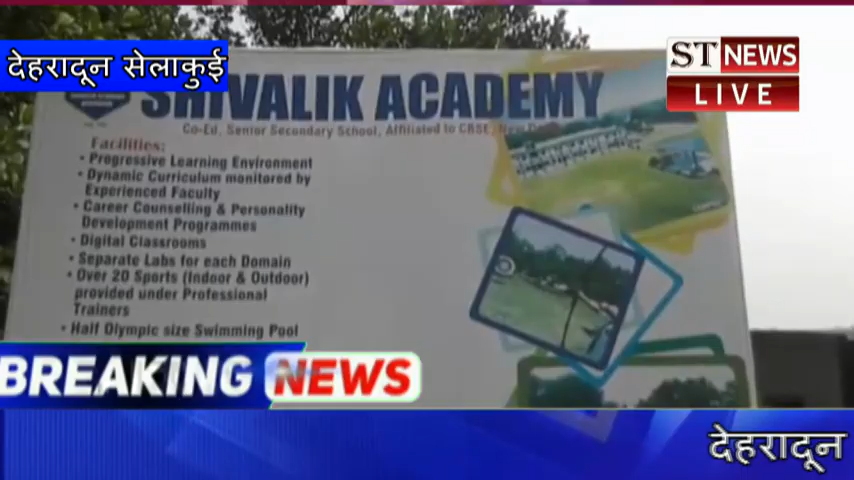 देहरादून सेलाकुई
ST NEWS
LIVE
SHIVALIK ACADEMY
Co-Ed, Senior Secondary School, Affiliated to CBSE, New
Facilities:
• Progressive Learning Environment
• Dynamic Curriculum monitored by
Experienced Faculty
• Career Counselling & Personality
Development Programmes
• Digital Classrooms
• Separate Labs for each Domain
• Over 20 Sports (Indoor & Outdoor)
provided under Professional
Trainers
• Half Olympic size Swimming Pool
BREAKING NEWS
देहरादून